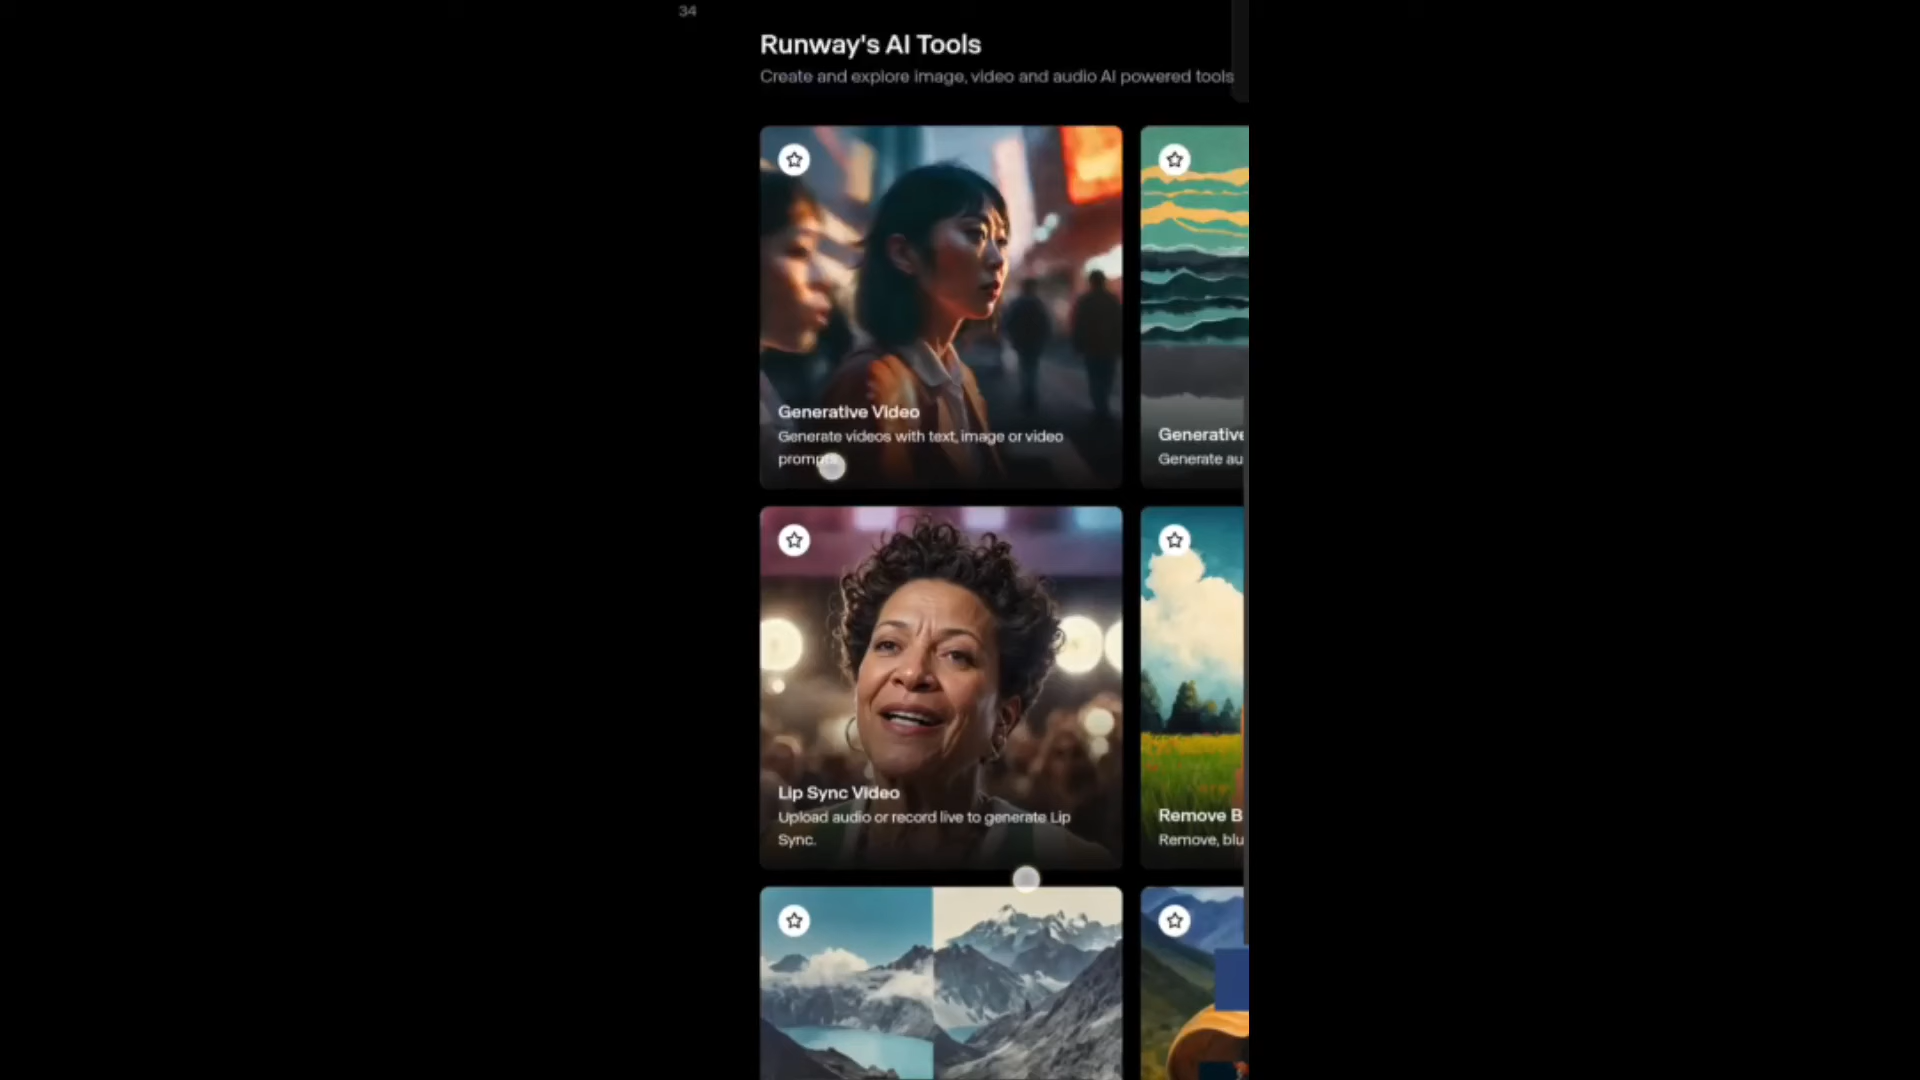 34
Runway's AI Tools
Create and explore image, video and audio AI powered tools
Generative Video
Generate videos with text, image or video
Generative
Generate au
Lip Sync Video
Upload audio or record live to generate Lip
Sync.
Remove B
Remove, blu